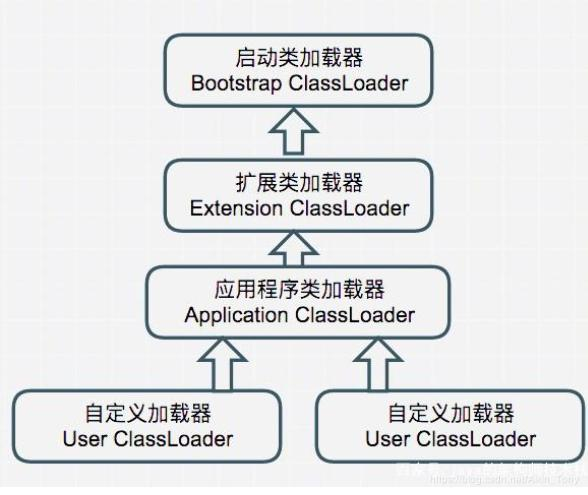 启动类加载器
Bootstrap ClassLoader
扩展类加载器
Extension ClassLoader
应用程序类加载器
Application ClassLoader
自定义加载器
User ClassLoader
自定义加载器
User ClassLoader
https://blog.csdn.net/Akin_Tony